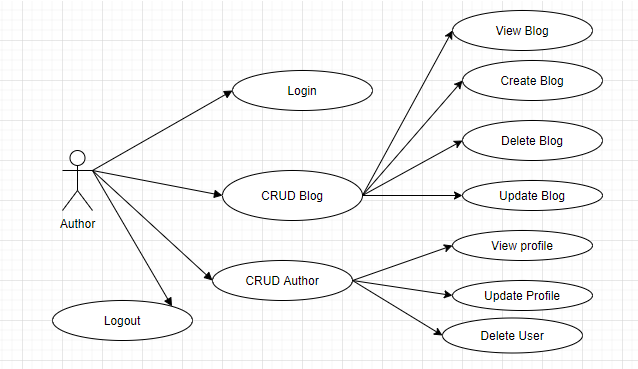 View Blog
Create Blog
Login
Delete Blog
CRUD Blog
Update Blog
Author
View profile
CRUD Author
Update Profile
Logout
Delete User